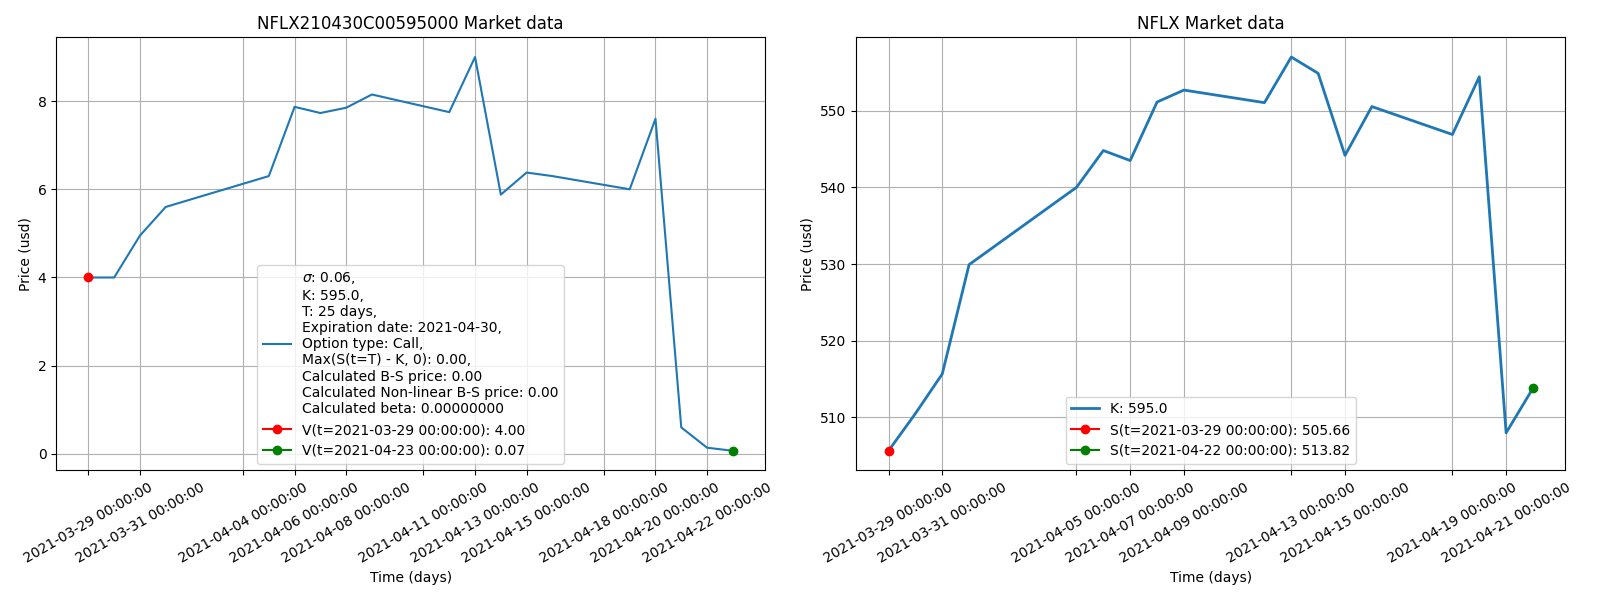 NFLX210430C00595000 Market data
Price (usd)
8
6
4
2
0
σ: 0.06,
K: 595.0,
T: 25 days,
Expiration date: 2021-04-30,
Option type: Call,
Max(S(t=T) - K, 0): 0.00,
Calculated B-S price: 0.00
Calculated Non-linear B-S price: 0.00
Calculated beta: 0.00000000
V(t=2021-03-29 00:00:00): 4.00
V(t=2021-04-23 00:00:00): 0.07
2021-03-29 00:00:00
2021-03-31 00:00:00
2021-04-04 00:00:00
2021-04-06 00:00:00
2021-04-08 00:00:00
2021-04-11 00:00:00
2021-04-13 00:00:00
2021-04-15 00:00:00
2021-04-18 00:00:00
2021-04-20 00:00:00
2021-04-22 00:00:00
Time (days)
NFLX Market data
Price (usd)
550
540
530
520
510
K: 595.0
S(t=2021-03-29 00:00:00): 505.66
S(t=2021-04-22 00:00:00): 513.82
2021-03-29 00:00:00
2021-03-31 00:00:00
2021-04-05 00:00:00
2021-04-07 00:00:00
2021-04-09 00:00:00
2021-04-13 00:00:00
2021-04-15 00:00:00
2021-04-19 00:00:00
2021-04-21 00:00:00
Time (days)